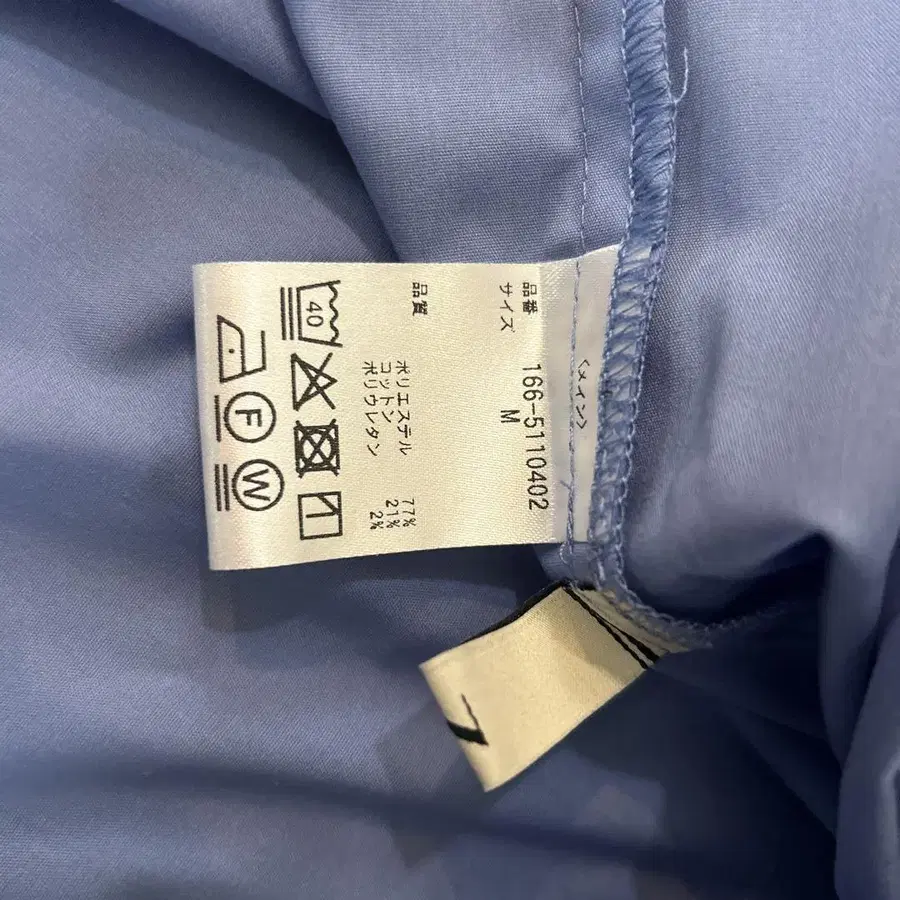 <メイン>
品番 166-5110402
サイズ M
品質 ポリエステル 77%
コットン 21%
ポリウレタン 2%
40
F
W